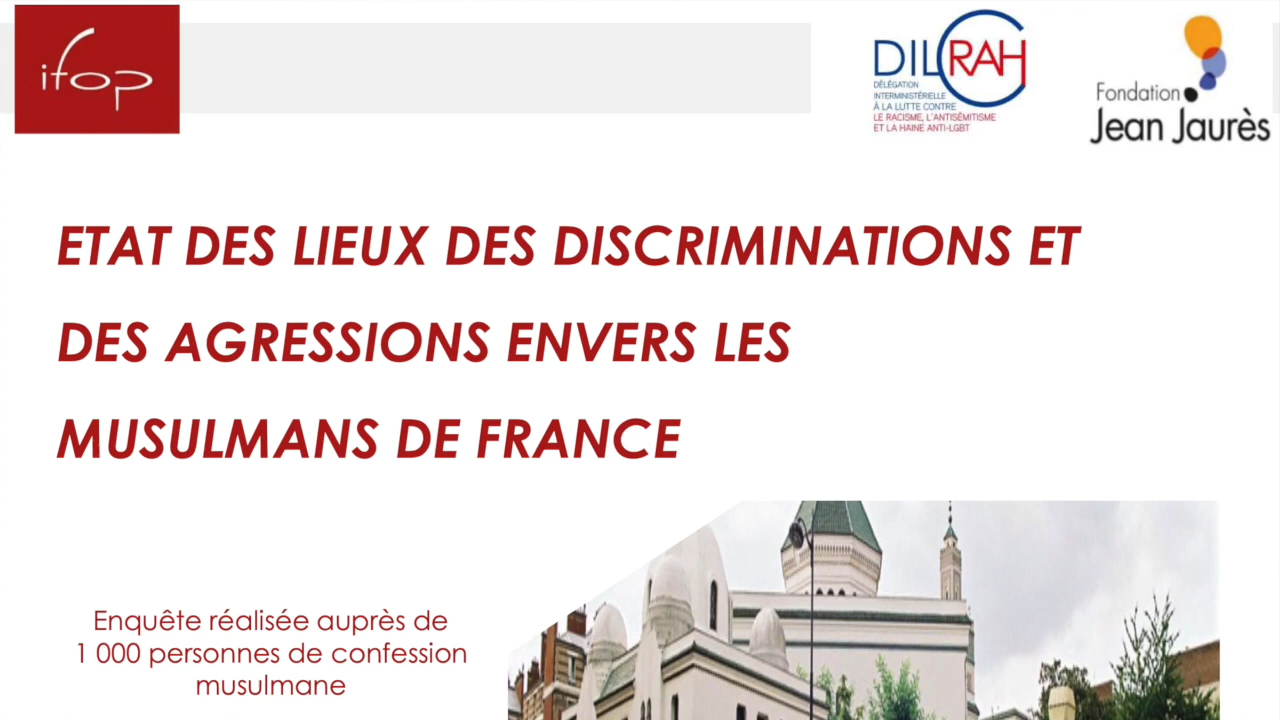 ifop
DILCRAH
DÉLÉGATION
INTERMINISTÉRIELLE
À LA LUTTE CONTRE
LE RACISME, L'ANTISÉMITISME
ET LA HAINE ANTI-LGBT
Fondation
Jean Jaurès
ETAT DES LIEUX DES DISCRIMINATIONS ET
DES AGRESSIONS ENVERS LES
MUSULMANS DE FRANCE
Enquête réalisée auprès de
1 000 personnes de confession
musulmane